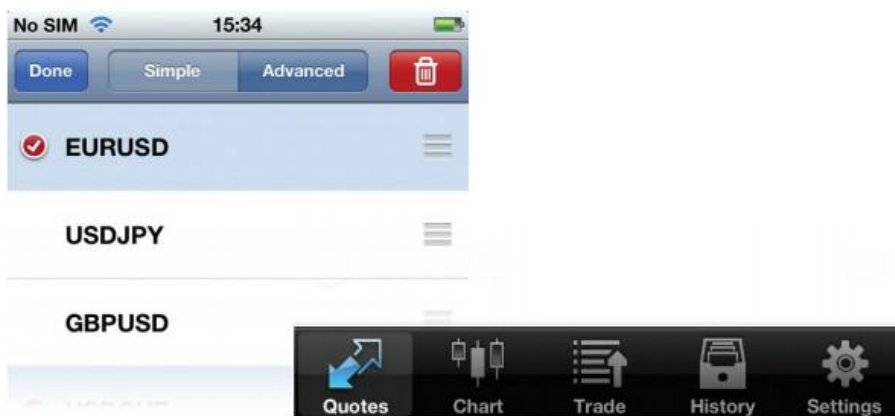 No SIM 15:34
Done Simple Advanced
EURUSD
USDJPY
GBPUSD
Quotes Chart Trade History Settings